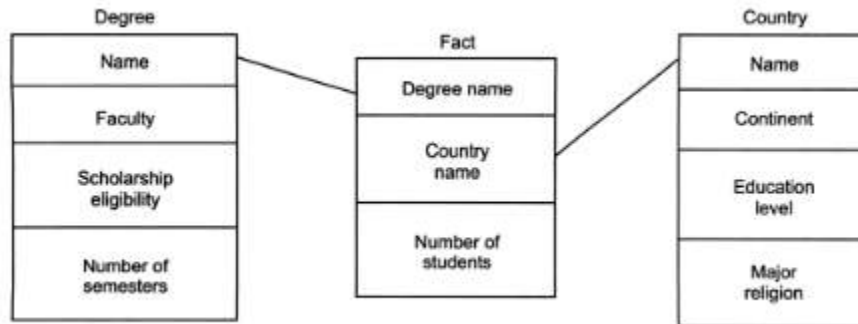 Degree
Name
Faculty
Scholarship
eligibility
Number of
semesters
Fact
Degree name
Country
name
Number of
students
Country
Name
Continent
Education
level
Major
religion